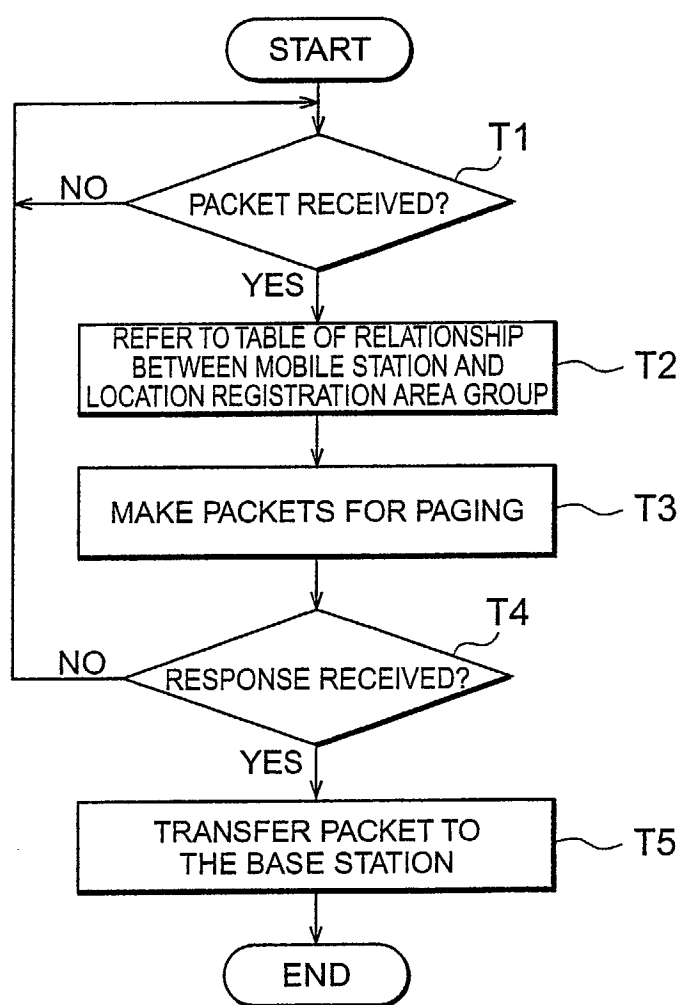 START
T1
NO
PACKET RECEIVED?
YES
REFER TO TABLE OF RELATIONSHIP
BETWEEN MOBILE STATION AND
LOCATION REGISTRATION AREA GROUP
T2
MAKE PACKETS FOR PAGING
T3
T4
NO
RESPONSE RECEIVED?
YES
TRANSFER PACKET TO
THE BASE STATION
T5
END